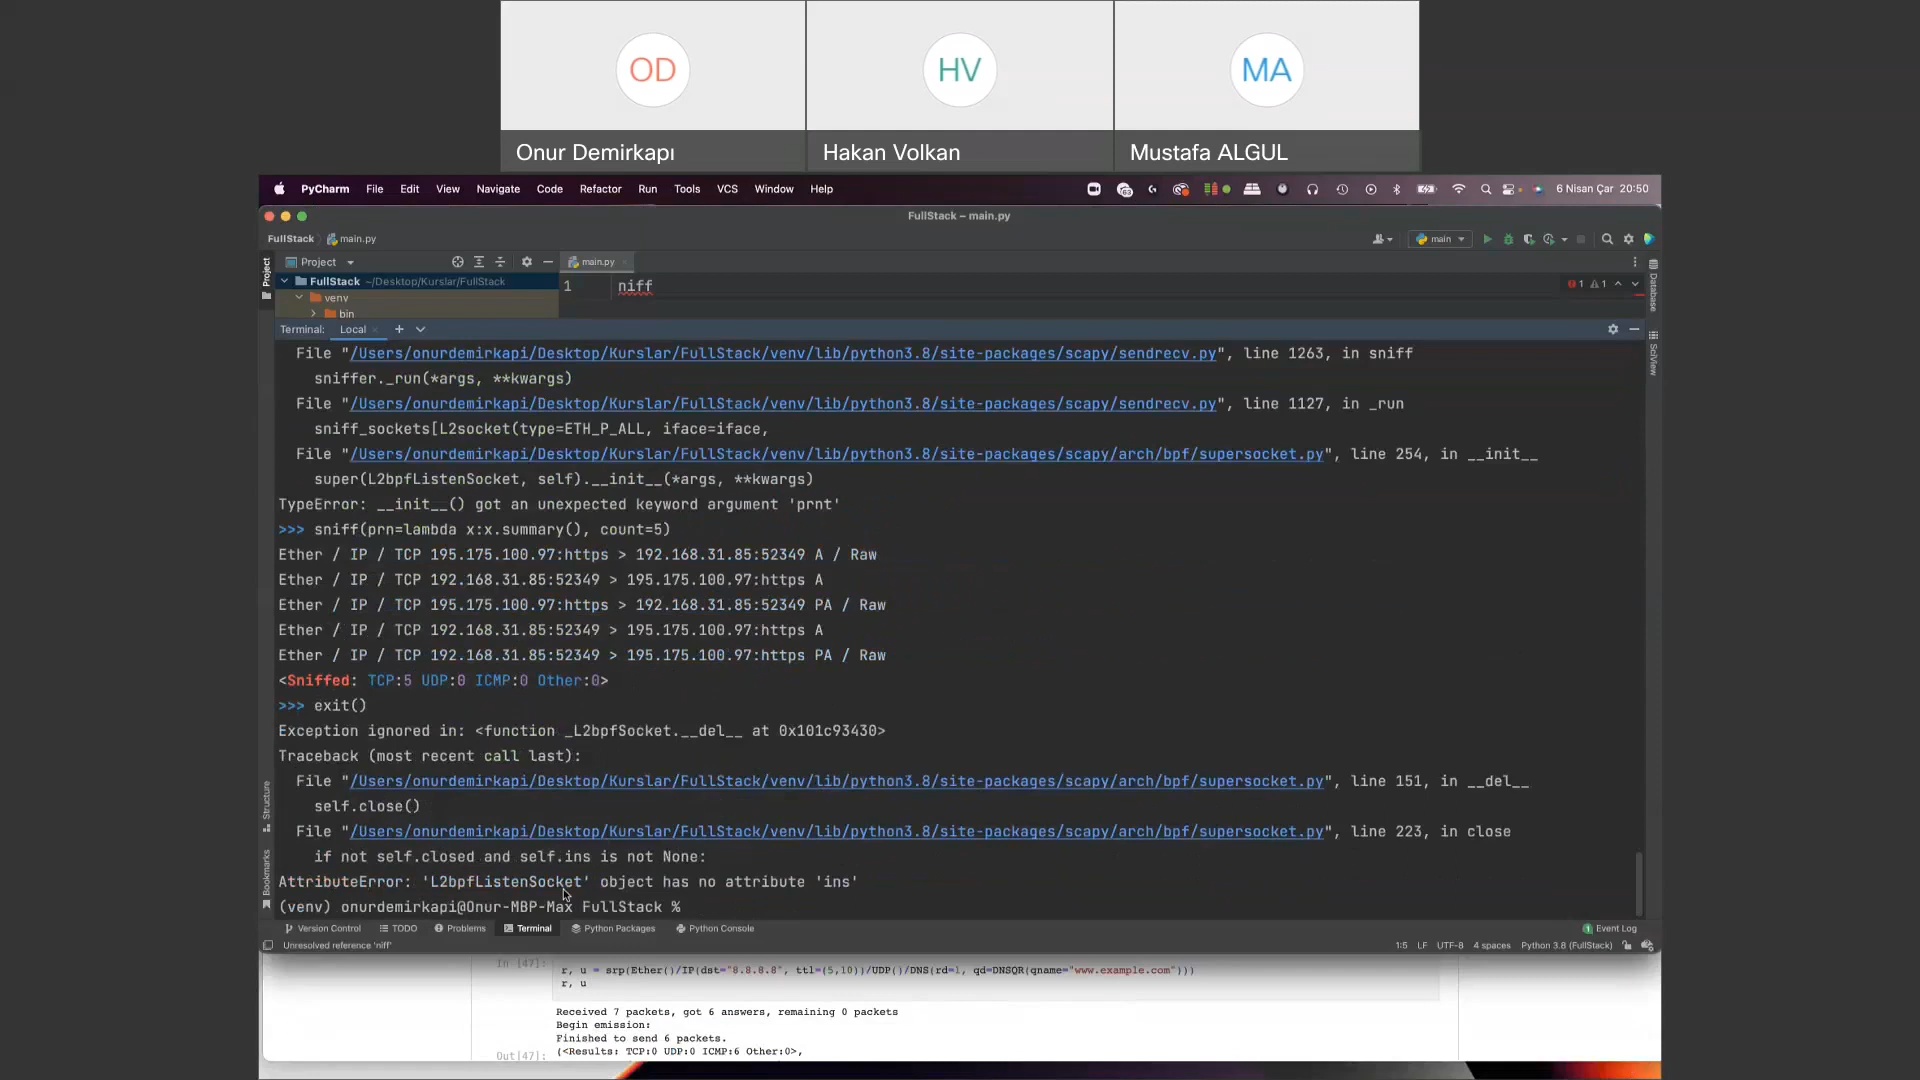 OD
HV
MA
Onur Demirkapı
Hakan Volkan
Mustafa ALGUL
PyCharm File Edit View Navigate Code Refactor Run Tools VCS Window Help
6 Nisan Çar 20:50
FullStack – main.py
FullStack main.py
main
Project
Project
main.py
FullStack ~/Desktop/Kurslar/FullStack
1 niff
1 1
venv
bin
Database
SciView
Terminal: Local
File "/Users/onurdemirkapi/Desktop/Kurslar/FullStack/venv/lib/python3.8/site-packages/scapy/sendrecv.py", line 1263, in sniff
sniffer._run(*args, **kwargs)
File "/Users/onurdemirkapi/Desktop/Kurslar/FullStack/venv/lib/python3.8/site-packages/scapy/sendrecv.py", line 1127, in _run
sniff_sockets[L2socket(type=ETH_P_ALL, iface=iface,
File "/Users/onurdemirkapi/Desktop/Kurslar/FullStack/venv/lib/python3.8/site-packages/scapy/arch/bpf/supersocket.py", line 254, in __init__
super(L2bpfListenSocket, self).__init__(*args, **kwargs)
TypeError: __init__() got an unexpected keyword argument 'prnt'
>>> sniff(prn=lambda x:x.summary(), count=5)
Ether / IP / TCP 195.175.100.97:https > 192.168.31.85:52349 A / Raw
Ether / IP / TCP 192.168.31.85:52349 > 195.175.100.97:https A
Ether / IP / TCP 195.175.100.97:https > 192.168.31.85:52349 PA / Raw
Ether / IP / TCP 192.168.31.85:52349 > 195.175.100.97:https A
Ether / IP / TCP 192.168.31.85:52349 > 195.175.100.97:https PA / Raw
<Sniffed: TCP:5 UDP:0 ICMP:0 Other:0>
>>> exit()
Exception ignored in: <function _L2bpfSocket.__del__ at 0x101c93430>
Traceback (most recent call last):
File "/Users/onurdemirkapi/Desktop/Kurslar/FullStack/venv/lib/python3.8/site-packages/scapy/arch/bpf/supersocket.py", line 151, in __del__
self.close()
File "/Users/onurdemirkapi/Desktop/Kurslar/FullStack/venv/lib/python3.8/site-packages/scapy/arch/bpf/supersocket.py", line 223, in close
if not self.closed and self.ins is not None:
AttributeError: 'L2bpfListenSocket' object has no attribute 'ins'
(venv) onurdemirkapi@Onur-MBP-Max FullStack %
Structure
Bookmarks
Version Control TODO Problems Terminal Python Packages Python Console
1 Event Log
Unresolved reference 'niff'
1:5 LF UTF-8 4 spaces Python 3.8 (FullStack)
In [47]: r, u = srp(Ether()/IP(dst="8.8.8.8", ttl=(5,10))/UDP()/DNS(rd=1, qd=DNSQR(qname="www.example.com")))
r, u
Received 7 packets, got 6 answers, remaining 0 packets
Begin emission:
Finished to send 6 packets.
Out[47]: (<Results: TCP:0 UDP:0 ICMP:6 Other:0>,